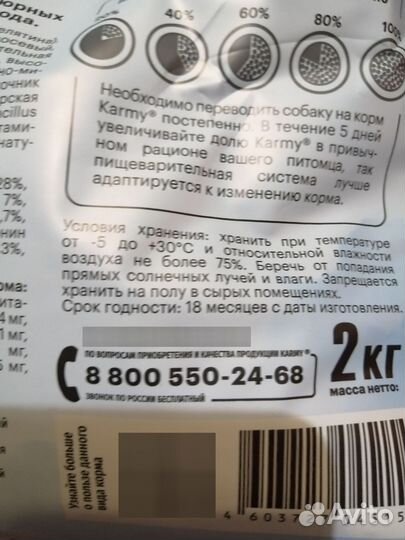 40%
60%
80%
100
Необходимо переводить собаку на корм
Karmy® постепенно. В течение 5 дней
увеличивайте долю Karmy® в привыч-
ном рационе вашего питомца, так
пищеварительная система лучше
адаптируется к изменению корма.
Условия хранения: хранить при температуре
от -5 до +30°С и относительной влажности
воздуха не более 75%. Беречь от попадания
прямых солнечных лучей и влаги. Запрещается
хранить на полу в сырых помещениях.
Срок годности: 18 месяцев с даты изготовления.
ПО ВОПРОСАМ ПРИОБРЕТЕНИЯ И КАЧЕСТВА ПРОДУКЦИИ KARMY®
8 800 550-24-68
ЗВОНОК ПО РОССИИ БЕСПЛАТНЫЙ
2КГ
масса нетто:
Узнайте больше
о пользе данного
вида корма
Avito